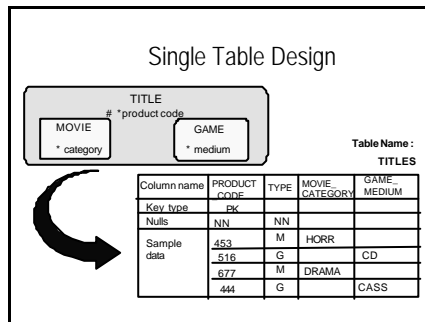 Single Table Design
TITLE
# *product code
MOVIE
* category
GAME
* medium
Table Name :
TITLES
Column name PRODUCT_CODE TYPE MOVIE_CATEGORY GAME_MEDIUM
Key type PK
Nulls NN NN
Sample data 453 M HORR
516 G CD
677 M DRAMA
444 G CASS